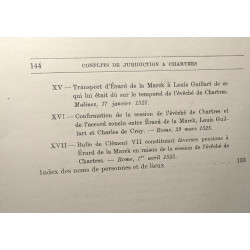 144 CONFLITS DE JURIDICTION A CHARTRES
XV — Transport d'Érard de la Marck à Louis Guillart de ce
qui lui était dû sur le temporel de l'évêché de Chartres.
Malines, 17 janvier 1525.
XVI — Confirmation de la cession de l'évêché de Chartres et
de l'accord conclu entre Érard de la Marck, Louis Guil-
lart et Charles de Croy. — Rome, 29 mars 1525.
XVII — Bulle de Clément VII constituant diverses pensions à
Érard de la Marck en raison de la cession de l'évêché de
Chartres. — Rome, 1er avril 1525.
Index des noms de personnes et de lieux